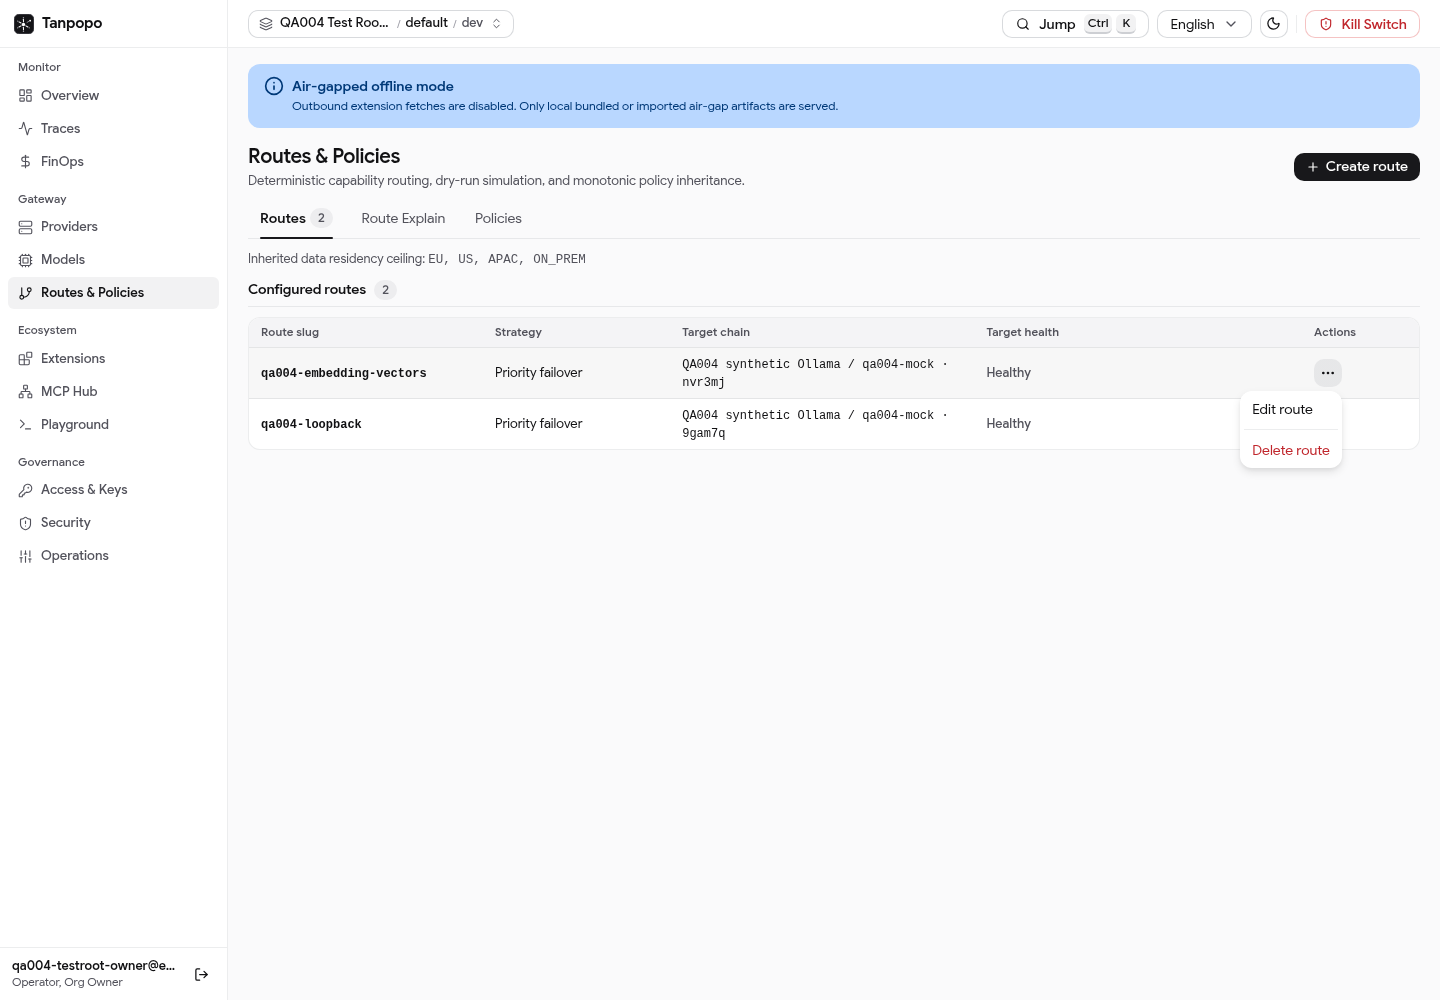 Tanpopo
QA004 Test Roo... / default / dev
Jump Ctrl K
English
Kill Switch
Monitor
Overview
Traces
FinOps
Gateway
Providers
Models
Routes & Policies
Ecosystem
Extensions
MCP Hub
Playground
Governance
Access & Keys
Security
Operations
qa004-testroot-owner@e...
Operator, Org Owner
Air-gapped offline mode
Outbound extension fetches are disabled. Only local bundled or imported air-gap artifacts are served.
Routes & Policies
Deterministic capability routing, dry-run simulation, and monotonic policy inheritance.
Create route
Routes 2 Route Explain Policies
Inherited data residency ceiling: EU, US, APAC, ON_PREM
Configured routes 2
Route slug Strategy Target chain Target health Actions
qa004-embedding-vectors Priority failover QA004 synthetic Ollama / qa004-mock · Healthy
nvr3mj
qa004-loopback Priority failover QA004 synthetic Ollama / qa004-mock · Healthy
9gam7q
Edit route
Delete route